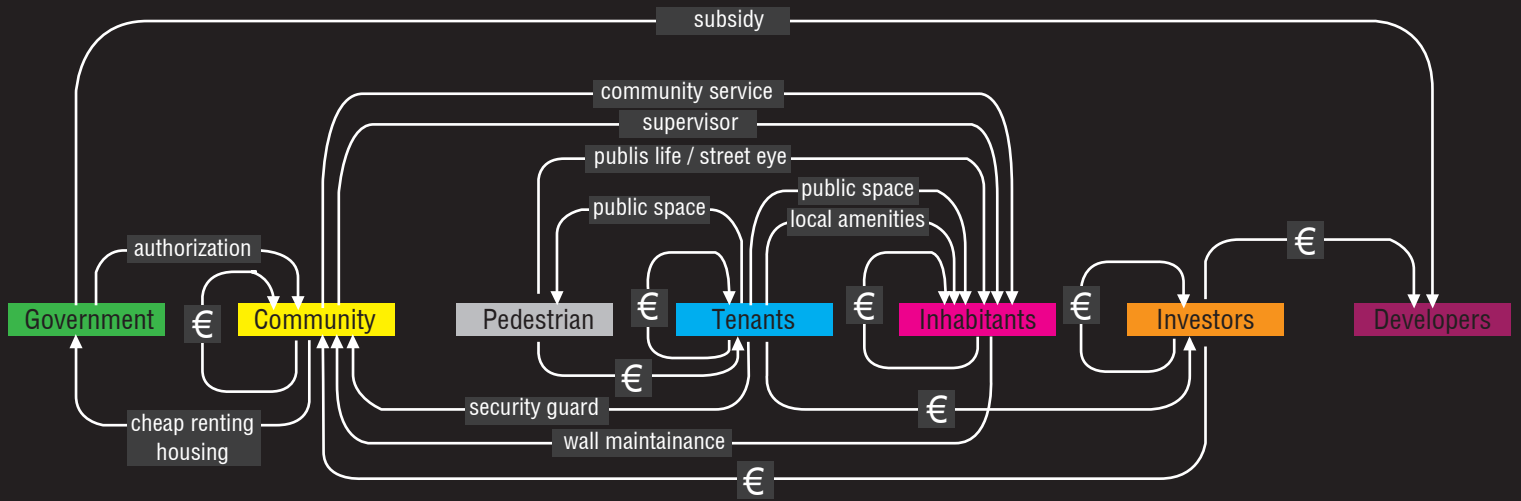 subsidy
community service
supervisor
publis life / street eye
public space
public space
local amenities
authorization
€
€
€
€
€
Government
Community
Pedestrian
Tenants
Inhabitants
Investors
Developers
€
security guard
€
cheap renting
housing
wall maintainance
€